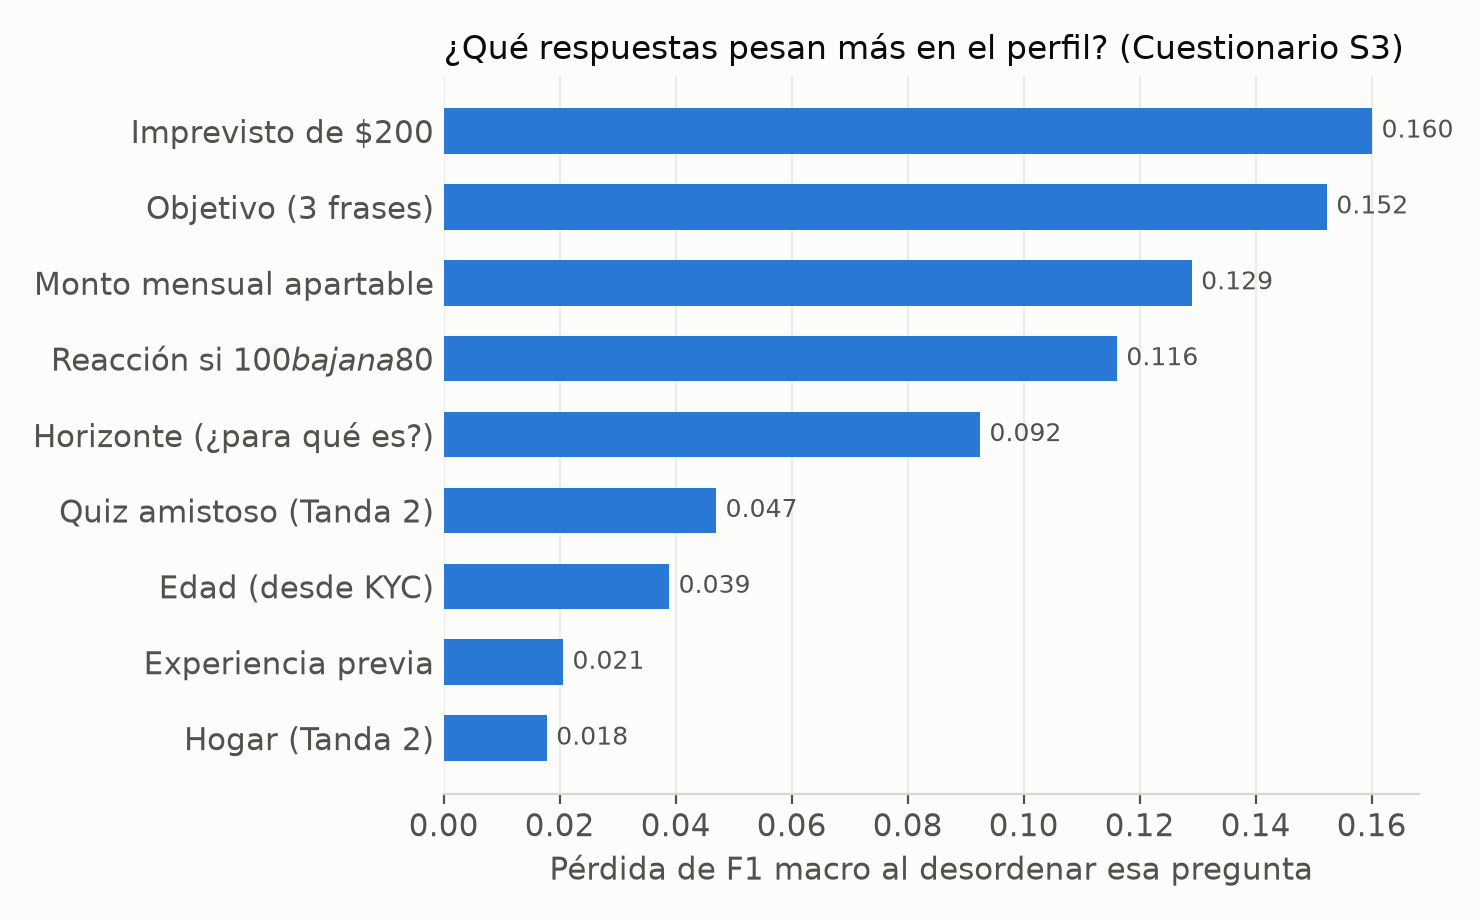 ¿Qué respuestas pesan más en el perfil? (Cuestionario S3)
Imprevisto de $200
0.160
Objetivo (3 frases)
0.152
Monto mensual apartable
0.129
Reacción si 100bajana80
0.116
Horizonte (¿para qué es?)
0.092
Quiz amistoso (Tanda 2)
0.047
Edad (desde KYC)
0.039
Experiencia previa
0.021
Hogar (Tanda 2)
0.018
0.00 0.02 0.04 0.06 0.08 0.10 0.12 0.14 0.16
Pérdida de F1 macro al desordenar esa pregunta